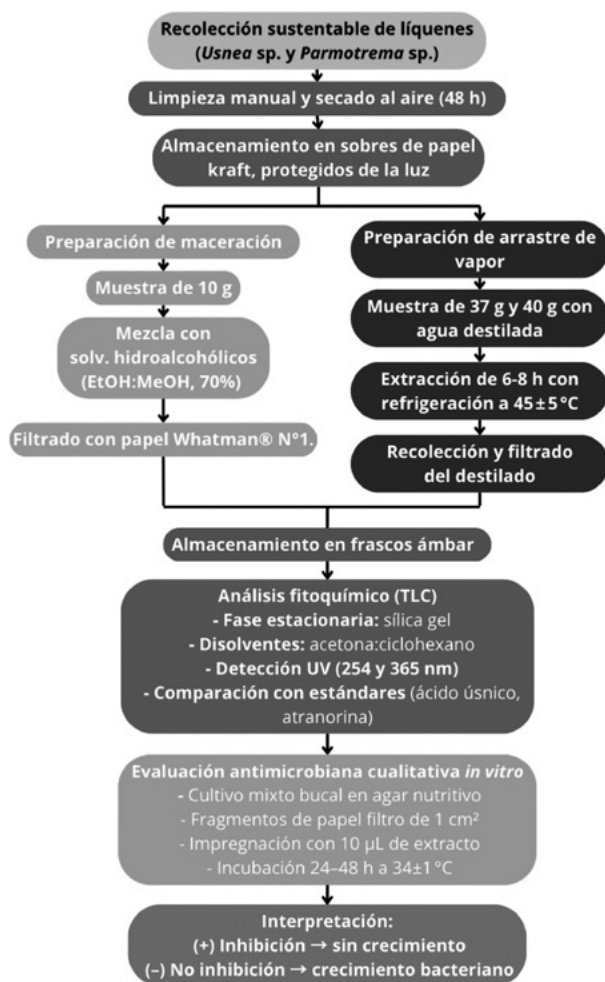 Recolección sustentable de líquenes
(Usnea sp. y Parmotrema sp.)
Limpieza manual y secado al aire (48 h)
Almacenamiento en sobres de papel
kraft, protegidos de la luz
Preparación de maceración
Muestra de 10 g
Mezcla con
solv. hidroalcohólicos
(EtOH:MeOH, 70%)
Filtrado con papel Whatman® N°1.
Preparación de arrastre de
vapor
Muestra de 37 g y 40 g con
agua destilada
Extracción de 6-8 h con
refrigeración a 45±5 °C
Recolección y filtrado
del destilado
Almacenamiento en frascos ámbar
Análisis fitoquímico (TLC)
- Fase estacionaria: sílica gel
- Disolventes: acetona:ciclohexano
- Detección UV (254 y 365 nm)
- Comparación con estándares (ácido úsnico,
atranorina)
Evaluación antimicrobiana cualitativa in vitro
- Cultivo mixto bucal en agar nutritivo
- Fragmentos de papel filtro de 1 cm²
- Impregnación con 10 µL de extracto
- Incubación 24–48 h a 34±1 °C
Interpretación:
(+) Inhibición → sin crecimiento
(–) No inhibición → crecimiento bacteriano